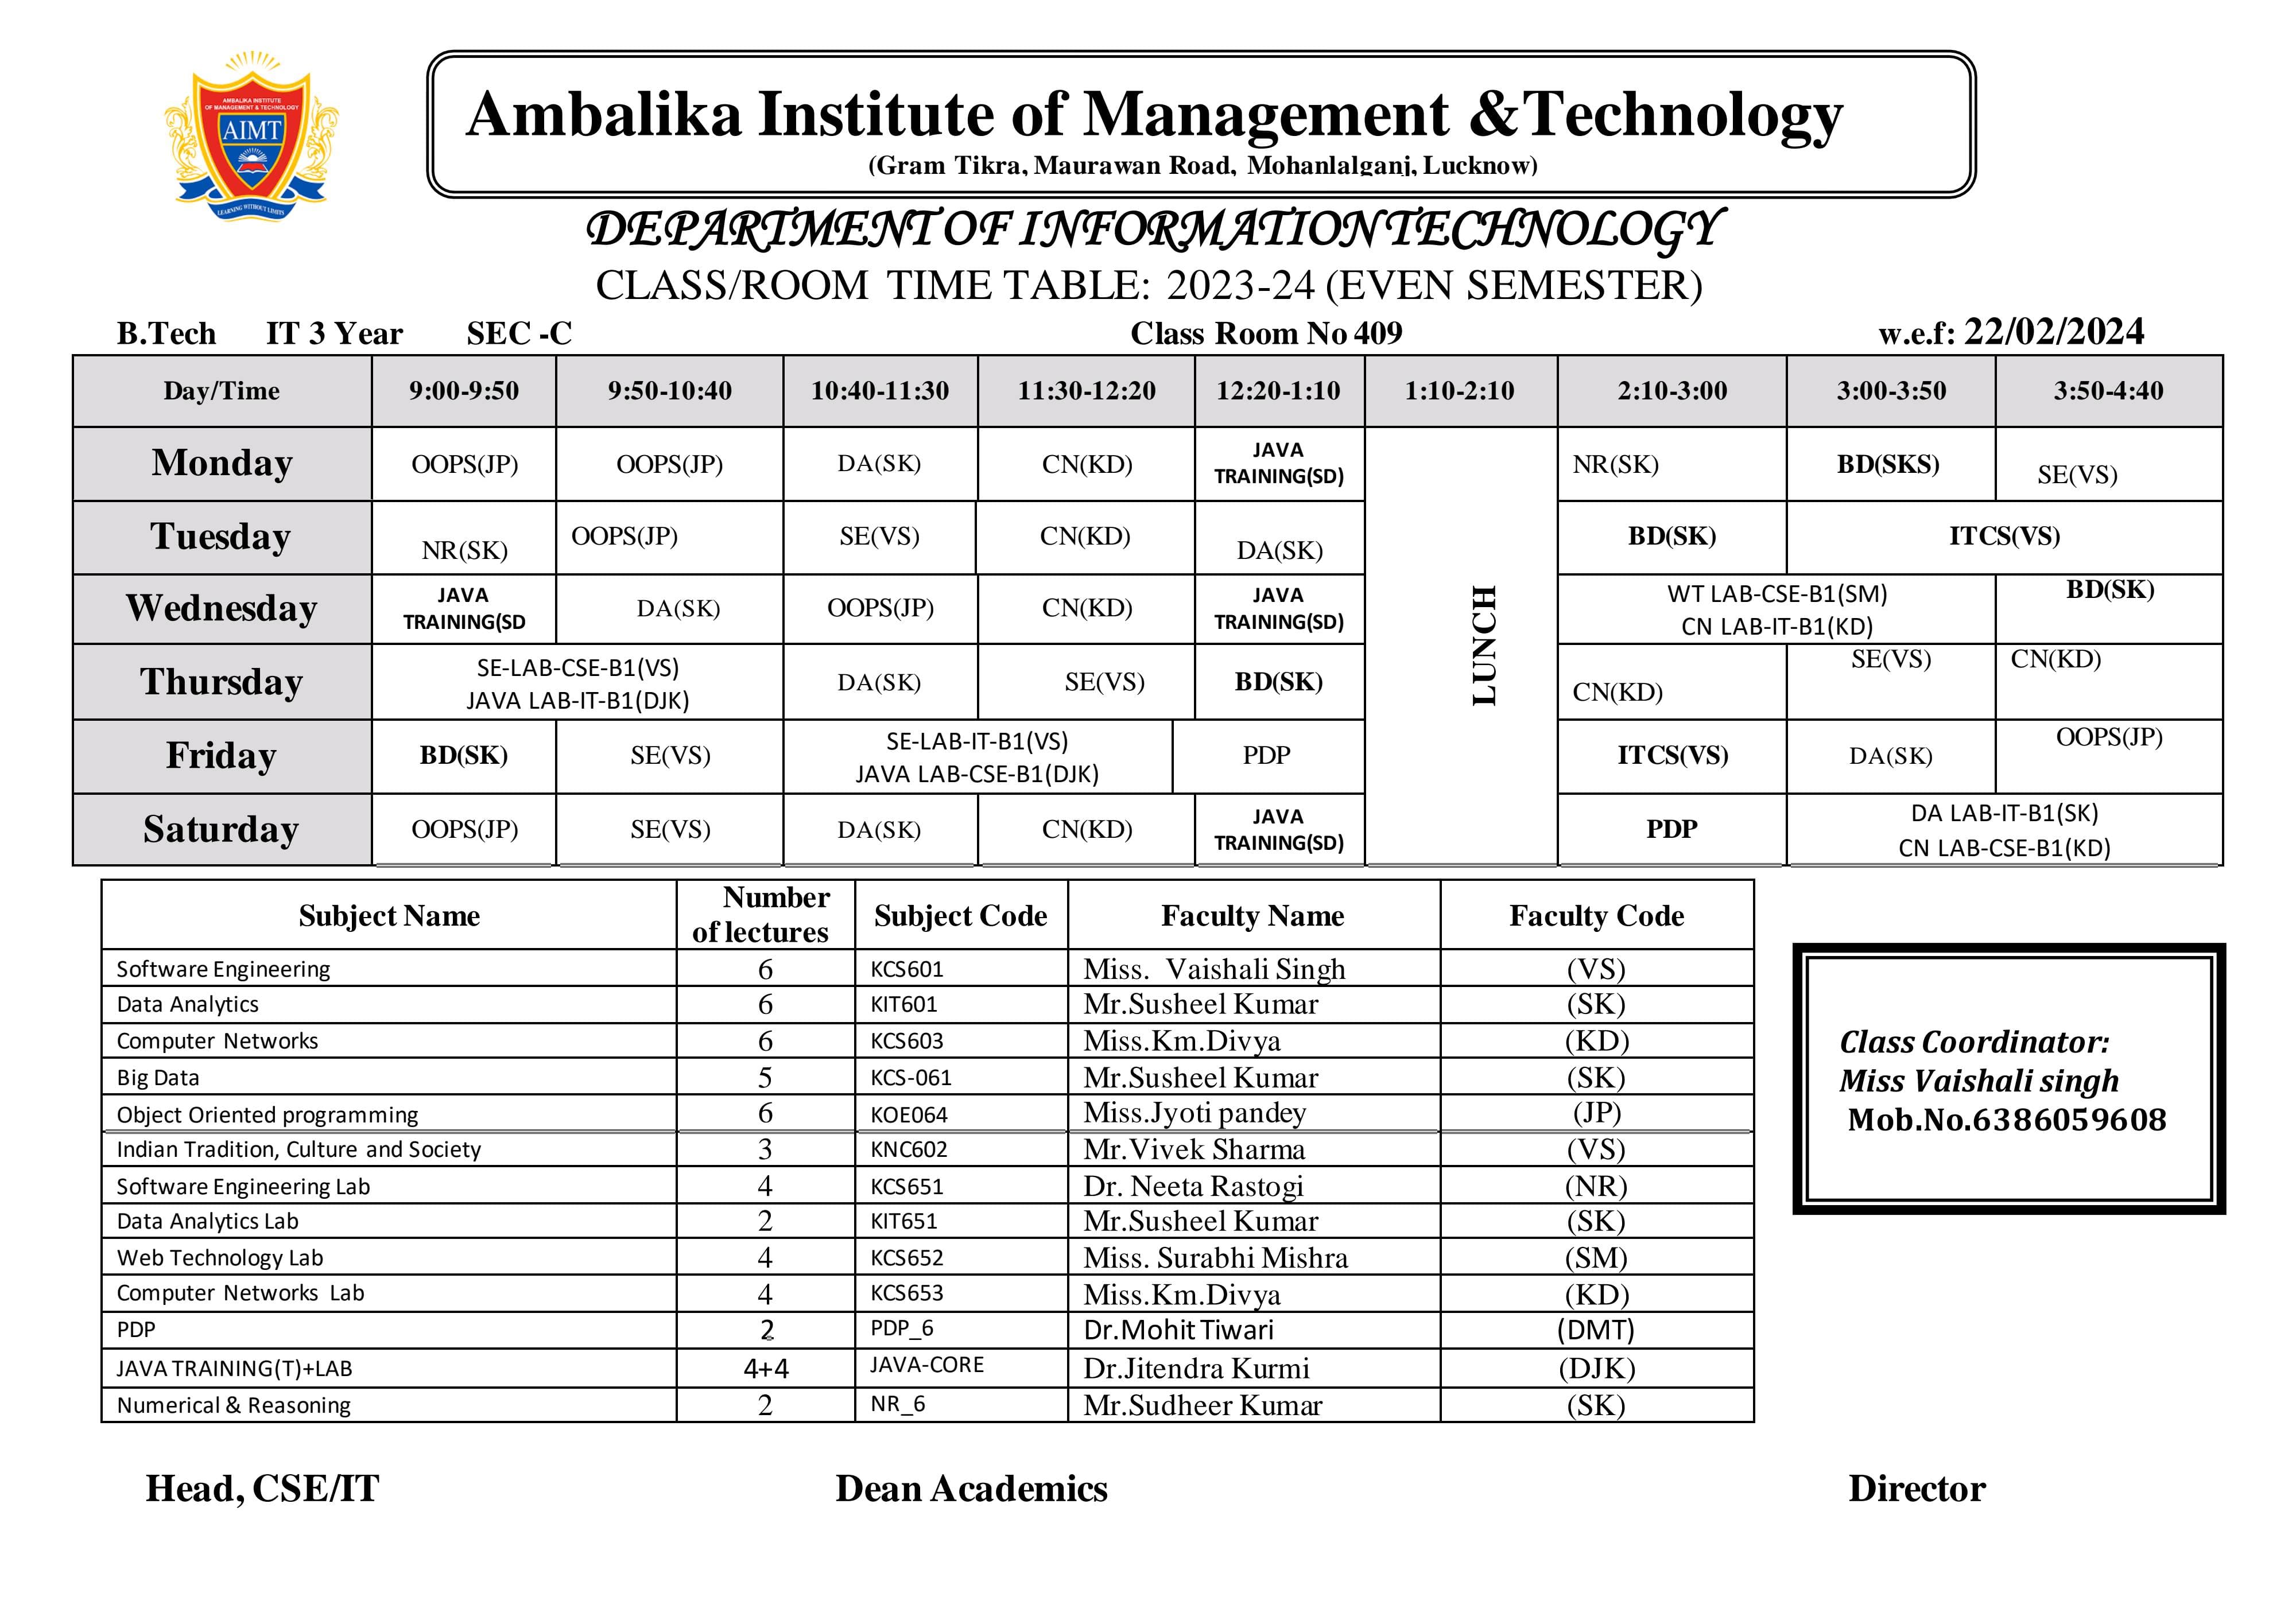 AMBALIKA INSTITUTE
OF MANAGEMENT & TECHNOLOGY
AIMT
LEARNING WITHOUT LIMITS
Ambalika Institute of Management &Technology
(Gram Tikra, Maurawan Road, Mohanlalganj, Lucknow)
DEPARTMENT OF INFORMATION TECHNOLOGY
CLASS/ROOM TIME TABLE: 2023-24 (EVEN SEMESTER)
B.Tech IT 3 Year SEC -C Class Room No 409 w.e.f: 22/02/2024
Day/Time 9:00-9:50 9:50-10:40 10:40-11:30 11:30-12:20 12:20-1:10 1:10-2:10 2:10-3:00 3:00-3:50 3:50-4:40
Monday OOPS(JP) OOPS(JP) DA(SK) CN(KD) JAVA TRAINING(SD) NR(SK) BD(SKS) SE(VS)
Tuesday NR(SK) OOPS(JP) SE(VS) CN(KD) DA(SK) BD(SK) ITCS(VS)
LUNCH
Wednesday JAVA TRAINING(SD DA(SK) OOPS(JP) CN(KD) JAVA TRAINING(SD) WT LAB-CSE-B1(SM) CN LAB-IT-B1(KD) BD(SK)
Thursday SE-LAB-CSE-B1(VS) JAVA LAB-IT-B1(DJK) DA(SK) SE(VS) BD(SK) CN(KD) SE(VS) CN(KD)
Friday BD(SK) SE(VS) SE-LAB-IT-B1(VS) JAVA LAB-CSE-B1(DJK) PDP ITCS(VS) DA(SK) OOPS(JP)
Saturday OOPS(JP) SE(VS) DA(SK) CN(KD) JAVA TRAINING(SD) PDP DA LAB-IT-B1(SK) CN LAB-CSE-B1(KD)
Subject Name Number of lectures Subject Code Faculty Name Faculty Code
Software Engineering 6 KCS601 Miss. Vaishali Singh (VS)
Data Analytics 6 KIT601 Mr.Susheel Kumar (SK)
Computer Networks 6 KCS603 Miss.Km.Divya (KD)
Big Data 5 KCS-061 Mr.Susheel Kumar (SK)
Object Oriented programming 6 KOE064 Miss.Jyoti pandey (JP)
Indian Tradition, Culture and Society 3 KNC602 Mr.Vivek Sharma (VS)
Software Engineering Lab 4 KCS651 Dr. Neeta Rastogi (NR)
Data Analytics Lab 2 KIT651 Mr.Susheel Kumar (SK)
Web Technology Lab 4 KCS652 Miss. Surabhi Mishra (SM)
Computer Networks Lab 4 KCS653 Miss.Km.Divya (KD)
PDP 2 PDP_6 Dr.Mohit Tiwari (DMT)
JAVA TRAINING(T)+LAB 4+4 JAVA-CORE Dr.Jitendra Kurmi (DJK)
Numerical & Reasoning 2 NR_6 Mr.Sudheer Kumar (SK)
Class Coordinator:
Miss Vaishali singh
Mob.No.6386059608
Head, CSE/IT Dean Academics Director